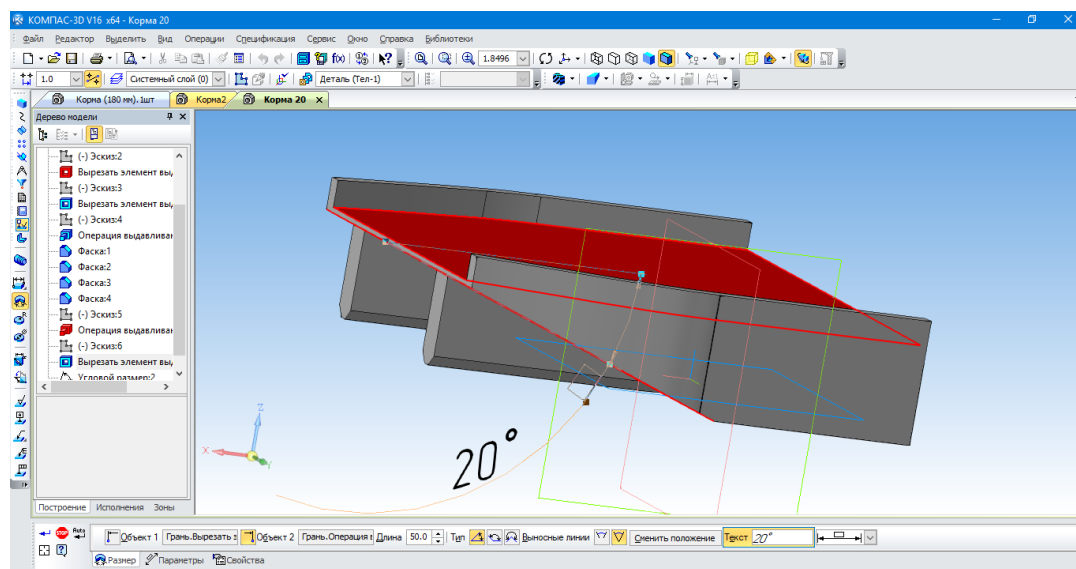 КОМПАС-3D V16 x64 - Корма 20
Файл Редактор Выделить Вид Операции Спецификация Сервис Окно Справка Библиотеки
f(x) 1.8496
1.0 Системный слой (0) Деталь (Тел-1)
Корма (180 мм). 1шт Корма2 Корма 20
Дерево модели
(-) Эскиз:2
Вырезать элемент вы
(-) Эскиз:3
Вырезать элемент вы
(-) Эскиз:4
Операция выдавливан
Фаска:1
Фаска:2
Фаска:3
Фаска:4
(-) Эскиз:5
Операция выдавливан
(-) Эскиз:6
Вырезать элемент вы
Угловой размер:2
Z
X
Y
20°
Построение Исполнения Зоны
STOP Auto Объект 1 Грань.Вырезать Объект 2 Грань.Операция Длина 50.0 Тип Выносные линии Сменить положение Текст 20°
Размер Параметры Свойства